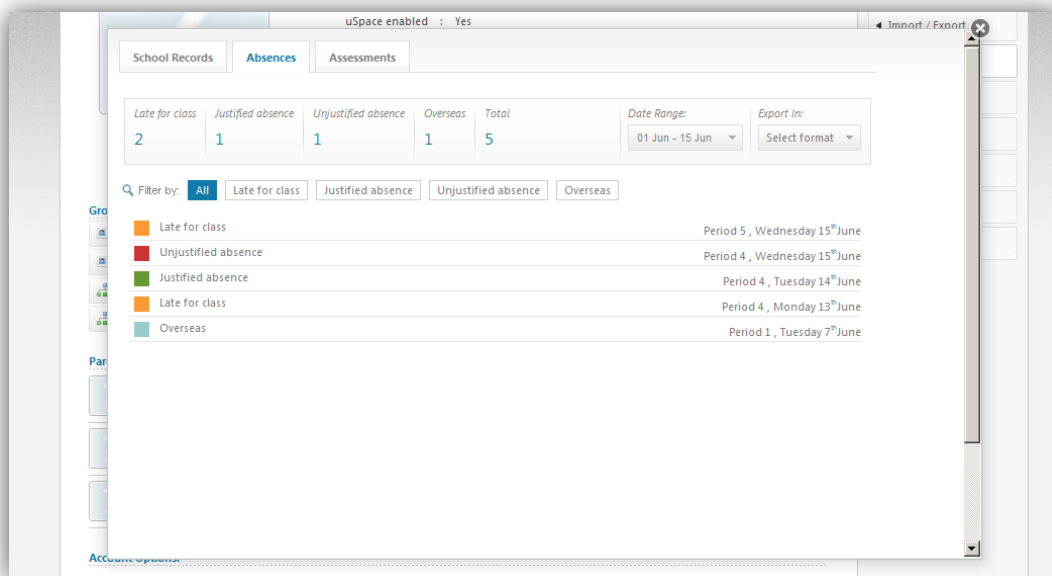 uSpace enabled : Yes
Import / Export
School Records Absences Assessments
Late for class Justified absence Unjustified absence Overseas Total Date Range: Export In:
2 1 1 1 5 01 Jun - 15 Jun Select format
Filter by: All Late for class Justified absence Unjustified absence Overseas
Gro
Late for class Period 5 , Wednesday 15th June
Unjustified absence Period 4 , Wednesday 15th June
Justified absence Period 4 , Tuesday 14th June
Late for class Period 4 , Monday 13th June
Overseas Period 1 , Tuesday 7th June
Par
Account Options: